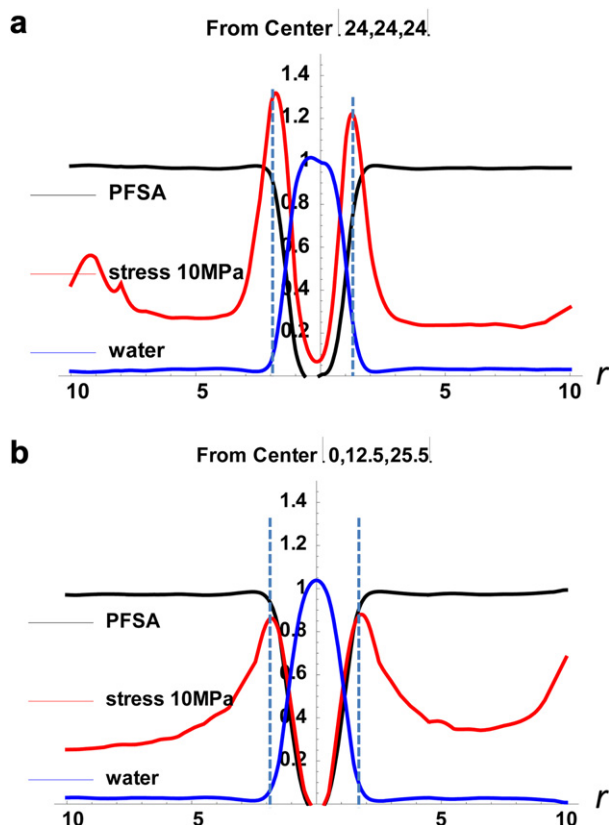 a
From Center 24,24,24
1.4
1.2
1
PFSA
0.8
0.6
stress 10MPa
0.4
water
0.2
10
5
5
10
r
b
From Center 0,12.5,25.5
1.4
1.2
1
PFSA
0.8
0.6
stress 10MPa
0.4
water
0.2
10
5
5
10
r